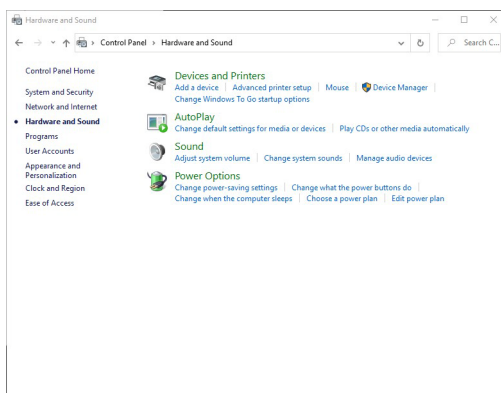 Hardware and Sound
Control Panel > Hardware and Sound
Search C...
Control Panel Home
System and Security
Network and Internet
Hardware and Sound
Programs
User Accounts
Appearance and
Personalization
Clock and Region
Ease of Access
Devices and Printers
Add a device | Advanced printer setup | Mouse | Device Manager |
Change Windows To Go startup options
AutoPlay
Change default settings for media or devices | Play CDs or other media automatically
Sound
Adjust system volume | Change system sounds | Manage audio devices
Power Options
Change power-saving settings | Change what the power buttons do |
Change when the computer sleeps | Choose a power plan | Edit power plan